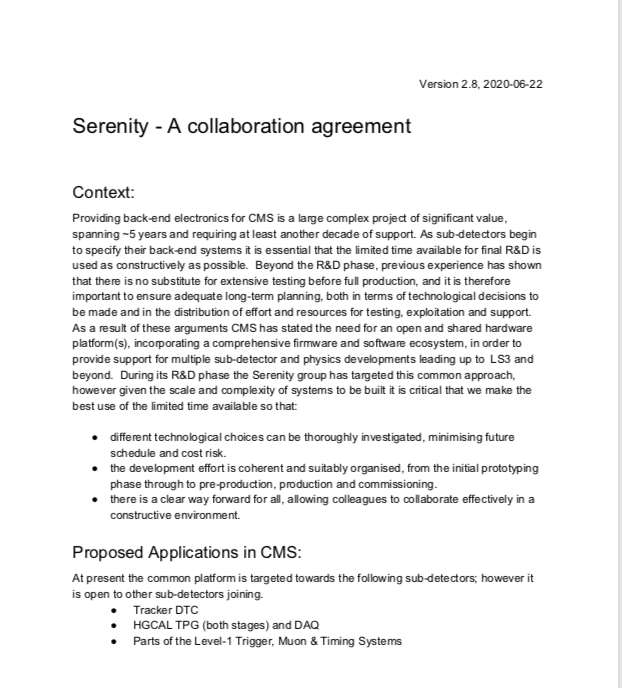 Version 2.8, 2020-06-22
Serenity - A collaboration agreement
Context:
Providing back-end electronics for CMS is a large complex project of significant value,
spanning ~5 years and requiring at least another decade of support. As sub-detectors begin
to specify their back-end systems it is essential that the limited time available for final R&D is
used as constructively as possible.  Beyond the R&D phase, previous experience has shown
that there is no substitute for extensive testing before full production, and it is therefore
important to ensure adequate long-term planning, both in terms of technological decisions to
be made and in the distribution of effort and resources for testing, exploitation and support.
As a result of these arguments CMS has stated the need for an open and shared hardware
platform(s), incorporating a comprehensive firmware and software ecosystem, in order to
provide support for multiple sub-detector and physics developments leading up to  LS3 and
beyond.  During its R&D phase the Serenity group has targeted this common approach,
however given the scale and complexity of systems to be built it is critical that we make the
best use of the limited time available so that:
● different technological choices can be thoroughly investigated, minimising future
schedule and cost risk.
● the development effort is coherent and suitably organised, from the initial prototyping
phase through to pre-production, production and commissioning.
● there is a clear way forward for all, allowing colleagues to collaborate effectively in a
constructive environment.
Proposed Applications in CMS:
At present the common platform is targeted towards the following sub-detectors; however it
is open to other sub-detectors joining.
● Tracker DTC
● HGCAL TPG (both stages) and DAQ
● Parts of the Level-1 Trigger, Muon & Timing Systems